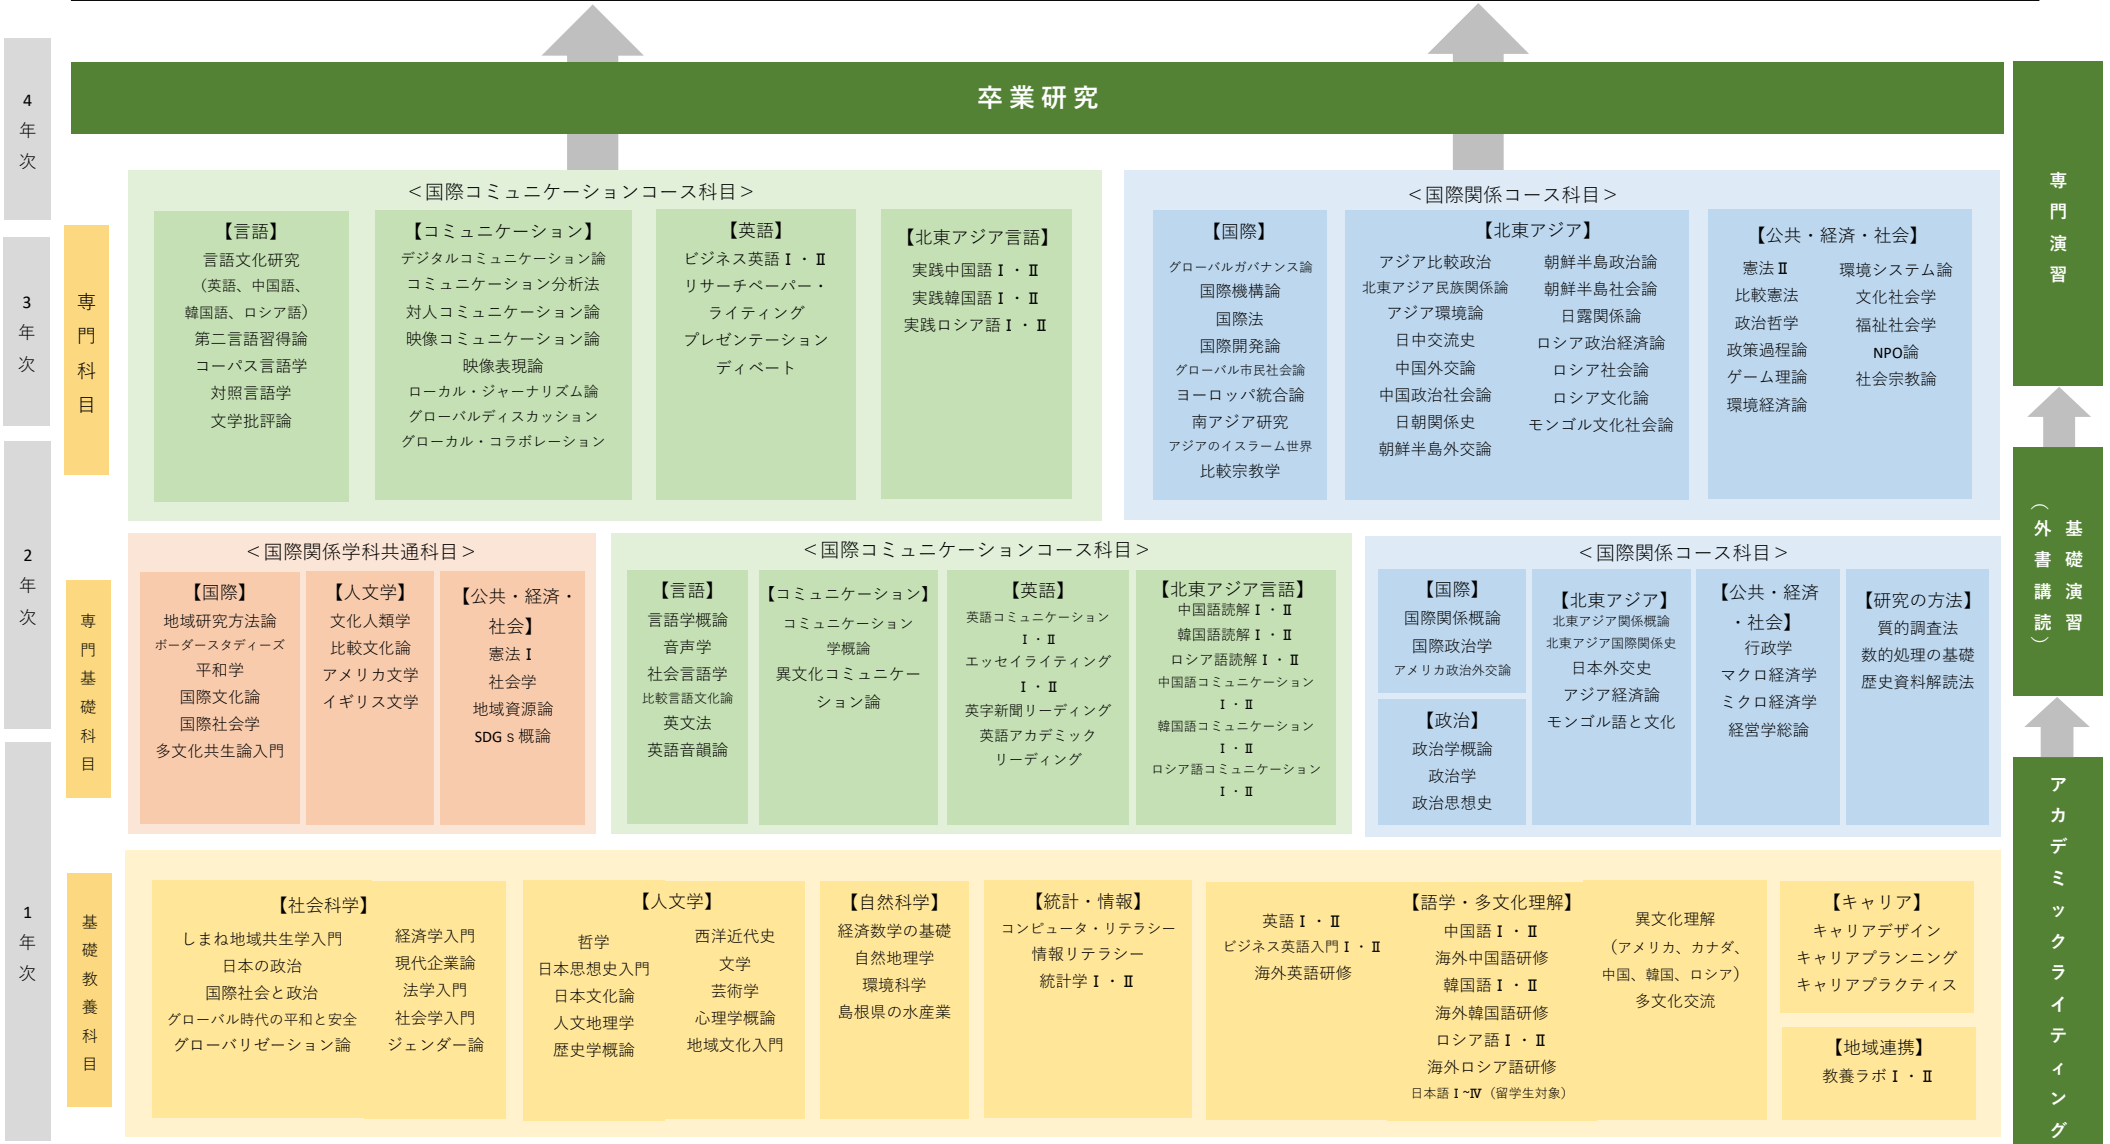 4年次
卒業研究
専門演習
3年次
専門科目
＜国際コミュニケーションコース科目＞
【言語】
言語文化研究
（英語、中国語、
韓国語、ロシア語）
第二言語習得論
コーパス言語学
対照言語学
文学批評論
【コミュニケーション】
デジタルコミュニケーション論
コミュニケーション分析法
対人コミュニケーション論
映像コミュニケーション論
映像表現論
ローカル・ジャーナリズム論
グローバルディスカッション
グローカル・コラボレーション
【英語】
ビジネス英語Ⅰ・Ⅱ
リサーチペーパー・
ライティング
プレゼンテーション
ディベート
【北東アジア言語】
実践中国語Ⅰ・Ⅱ
実践韓国語Ⅰ・Ⅱ
実践ロシア語Ⅰ・Ⅱ
＜国際関係コース科目＞
【国際】
グローバルガバナンス論
国際機構論
国際法
国際開発論
グローバル市民社会論
ヨーロッパ統合論
南アジア研究
アジアのイスラーム世界
比較宗教学
【北東アジア】
アジア比較政治
北東アジア民族関係論
アジア環境論
日中交流史
中国外交論
中国政治社会論
日朝関係史
朝鮮半島外交論
朝鮮半島政治論
朝鮮半島社会論
日露関係論
ロシア政治経済論
ロシア社会論
ロシア文化論
モンゴル文化社会論
【公共・経済・社会】
憲法Ⅱ
比較憲法
政治哲学
政策過程論
ゲーム理論
環境経済論
環境システム論
文化社会学
福祉社会学
NPO論
社会宗教論
2年次
専門基礎科目
＜国際関係学科共通科目＞
【国際】
地域研究方法論
ボーダースタディーズ
平和学
国際文化論
国際社会学
多文化共生論入門
【人文学】
文化人類学
比較文化論
アメリカ文学
イギリス文学
【公共・経済・
社会】
憲法Ⅰ
社会学
地域資源論
SDGｓ概論
＜国際コミュニケーションコース科目＞
【言語】
言語学概論
音声学
社会言語学
比較言語文化論
英文法
英語音韻論
【コミュニケーション】
コミュニケーション
学概論
異文化コミュニケー
ション論
【英語】
英語コミュニケーション
Ⅰ・Ⅱ
エッセイライティング
Ⅰ・Ⅱ
英字新聞リーディング
英語アカデミック
リーディング
【北東アジア言語】
中国語読解Ⅰ・Ⅱ
韓国語読解Ⅰ・Ⅱ
ロシア語読解Ⅰ・Ⅱ
中国語コミュニケーション
Ⅰ・Ⅱ
韓国語コミュニケーション
Ⅰ・Ⅱ
ロシア語コミュニケーション
Ⅰ・Ⅱ
＜国際関係コース科目＞
【国際】
国際関係概論
国際政治学
アメリカ政治外交論
【政治】
政治学概論
政治学
政治思想史
【北東アジア】
北東アジア関係概論
北東アジア国際関係史
日本外交史
アジア経済論
モンゴル語と文化
【公共・経済
・社会】
行政学
マクロ経済学
ミクロ経済学
経営学総論
【研究の方法】
質的調査法
数的処理の基礎
歴史資料解読法
基礎演習
（外書講読）
1年次
基礎教養科目
【社会科学】
しまね地域共生学入門
日本の政治
国際社会と政治
グローバル時代の平和と安全
グローバリゼーション論
経済学入門
現代企業論
法学入門
社会学入門
ジェンダー論
【人文学】
哲学
日本思想史入門
日本文化論
人文地理学
歴史学概論
西洋近代史
文学
芸術学
心理学概論
地域文化入門
【自然科学】
経済数学の基礎
自然地理学
環境科学
島根県の水産業
【統計・情報】
コンピュータ・リテラシー
情報リテラシー
統計学Ⅰ・Ⅱ
【語学・多文化理解】
英語Ⅰ・Ⅱ
ビジネス英語入門Ⅰ・Ⅱ
海外英語研修
中国語Ⅰ・Ⅱ
海外中国語研修
韓国語Ⅰ・Ⅱ
海外韓国語研修
ロシア語Ⅰ・Ⅱ
海外ロシア語研修
日本語Ⅰ~Ⅳ（留学生対象）
異文化理解
（アメリカ、カナダ、
中国、韓国、ロシア）
多文化交流
【キャリア】
キャリアデザイン
キャリアプランニング
キャリアプラクティス
【地域連携】
教養ラボⅠ・Ⅱ
アカデミックライティング